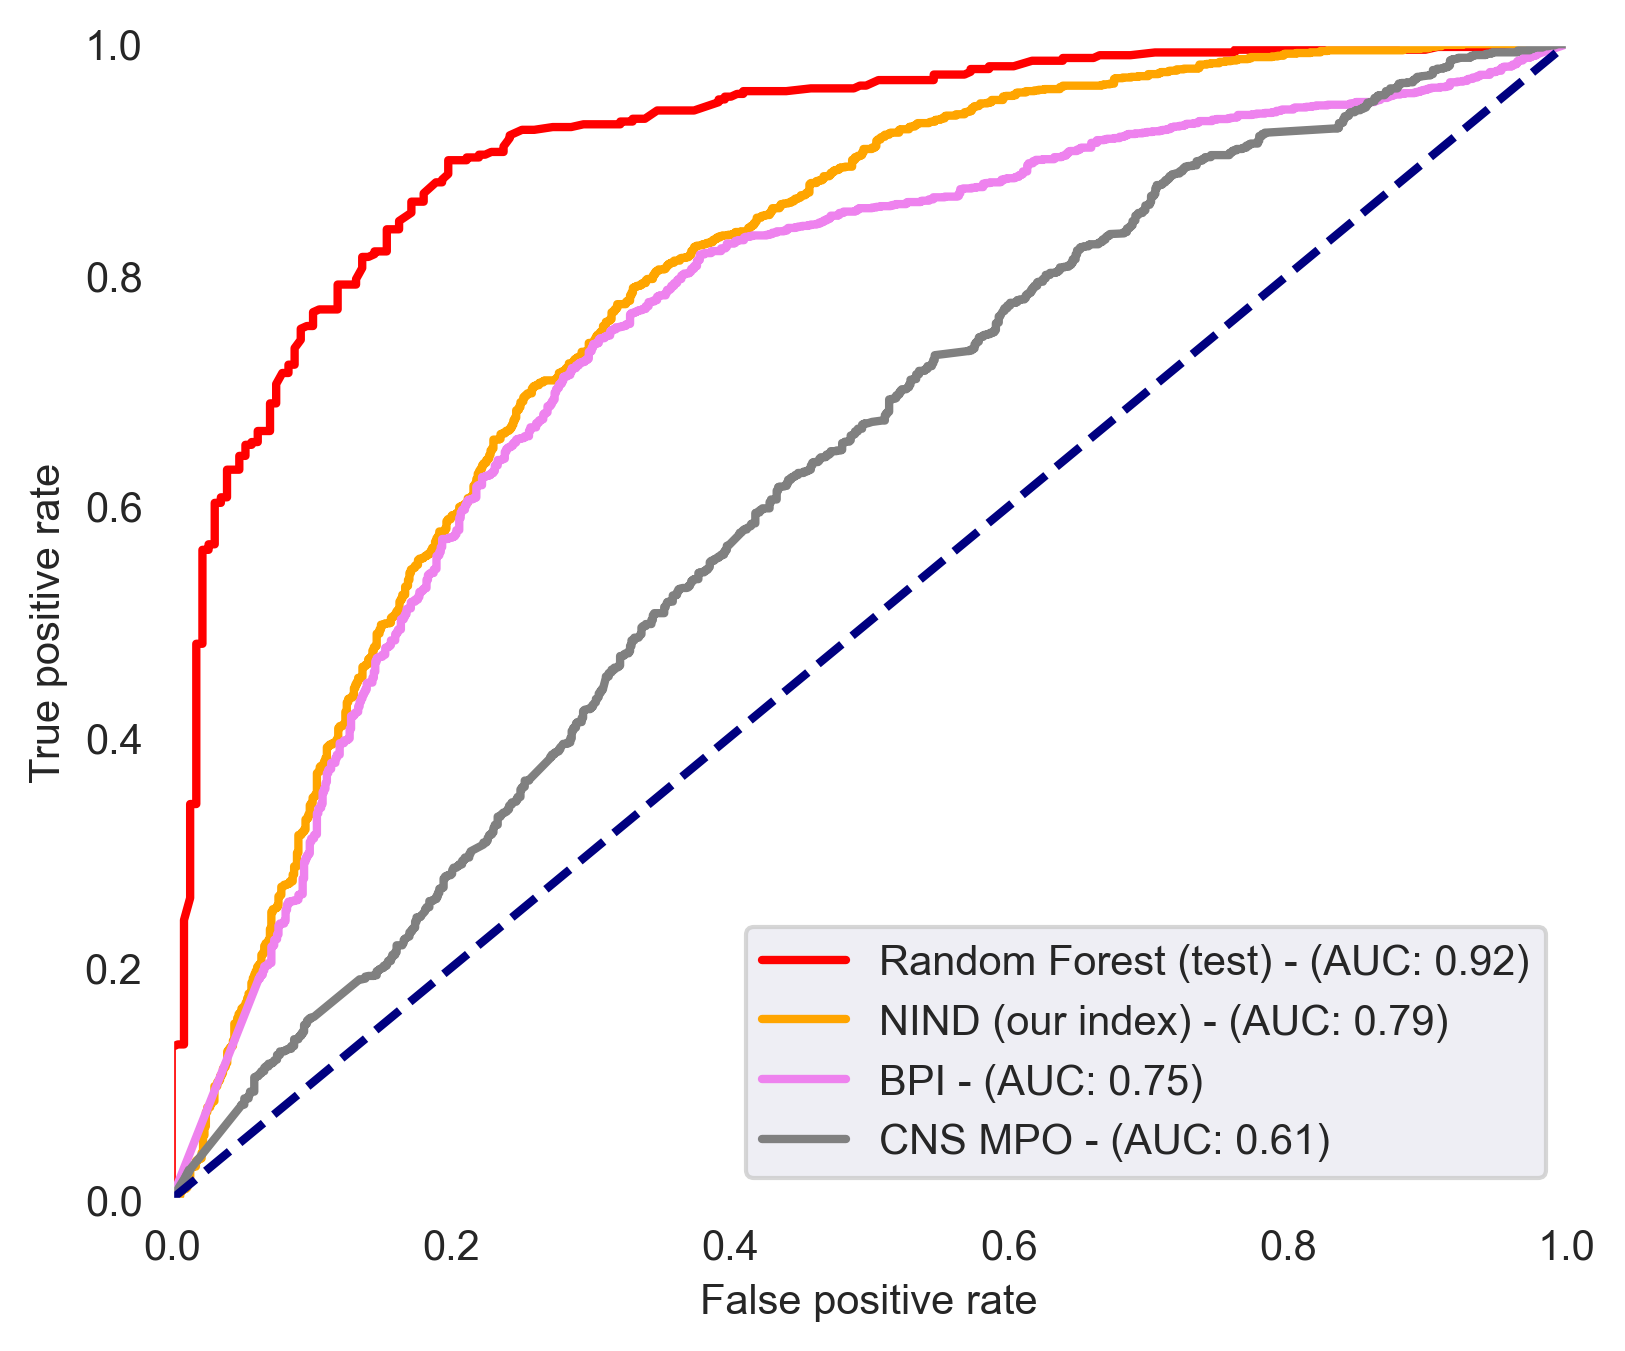 1.0
0.8
0.6
0.4
0.2
0.0
True positive rate
Random Forest (test) - (AUC: 0.92)
NIND (our index) - (AUC: 0.79)
BPI - (AUC: 0.75)
CNS MPO - (AUC: 0.61)
0.0 0.2 0.4 0.6 0.8 1.0
False positive rate